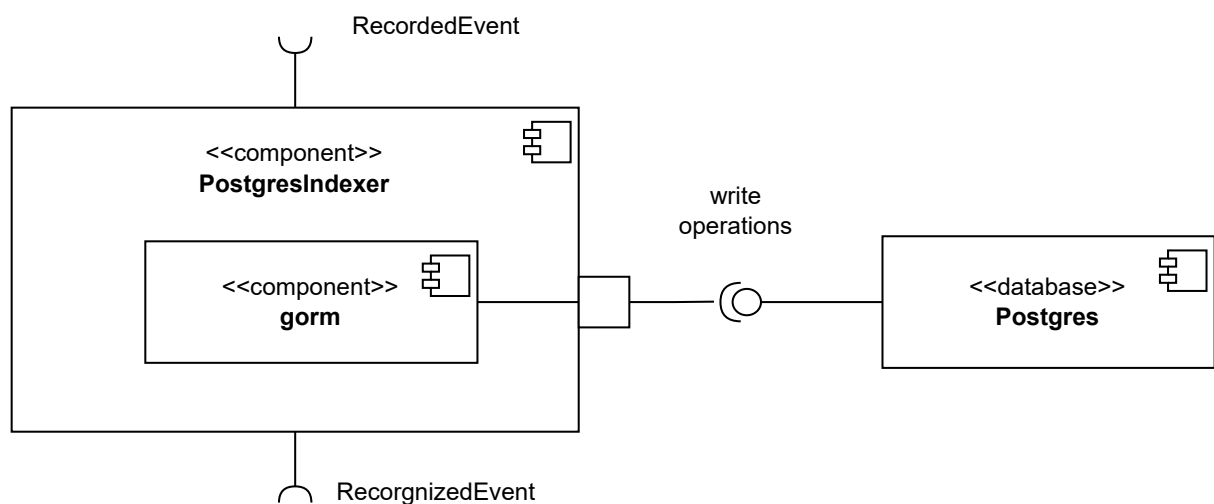 RecordedEvent
<<component>>
PostgresIndexer
write
operations
<<component>>
gorm
<<database>>
Postgres
RecorgnizedEvent